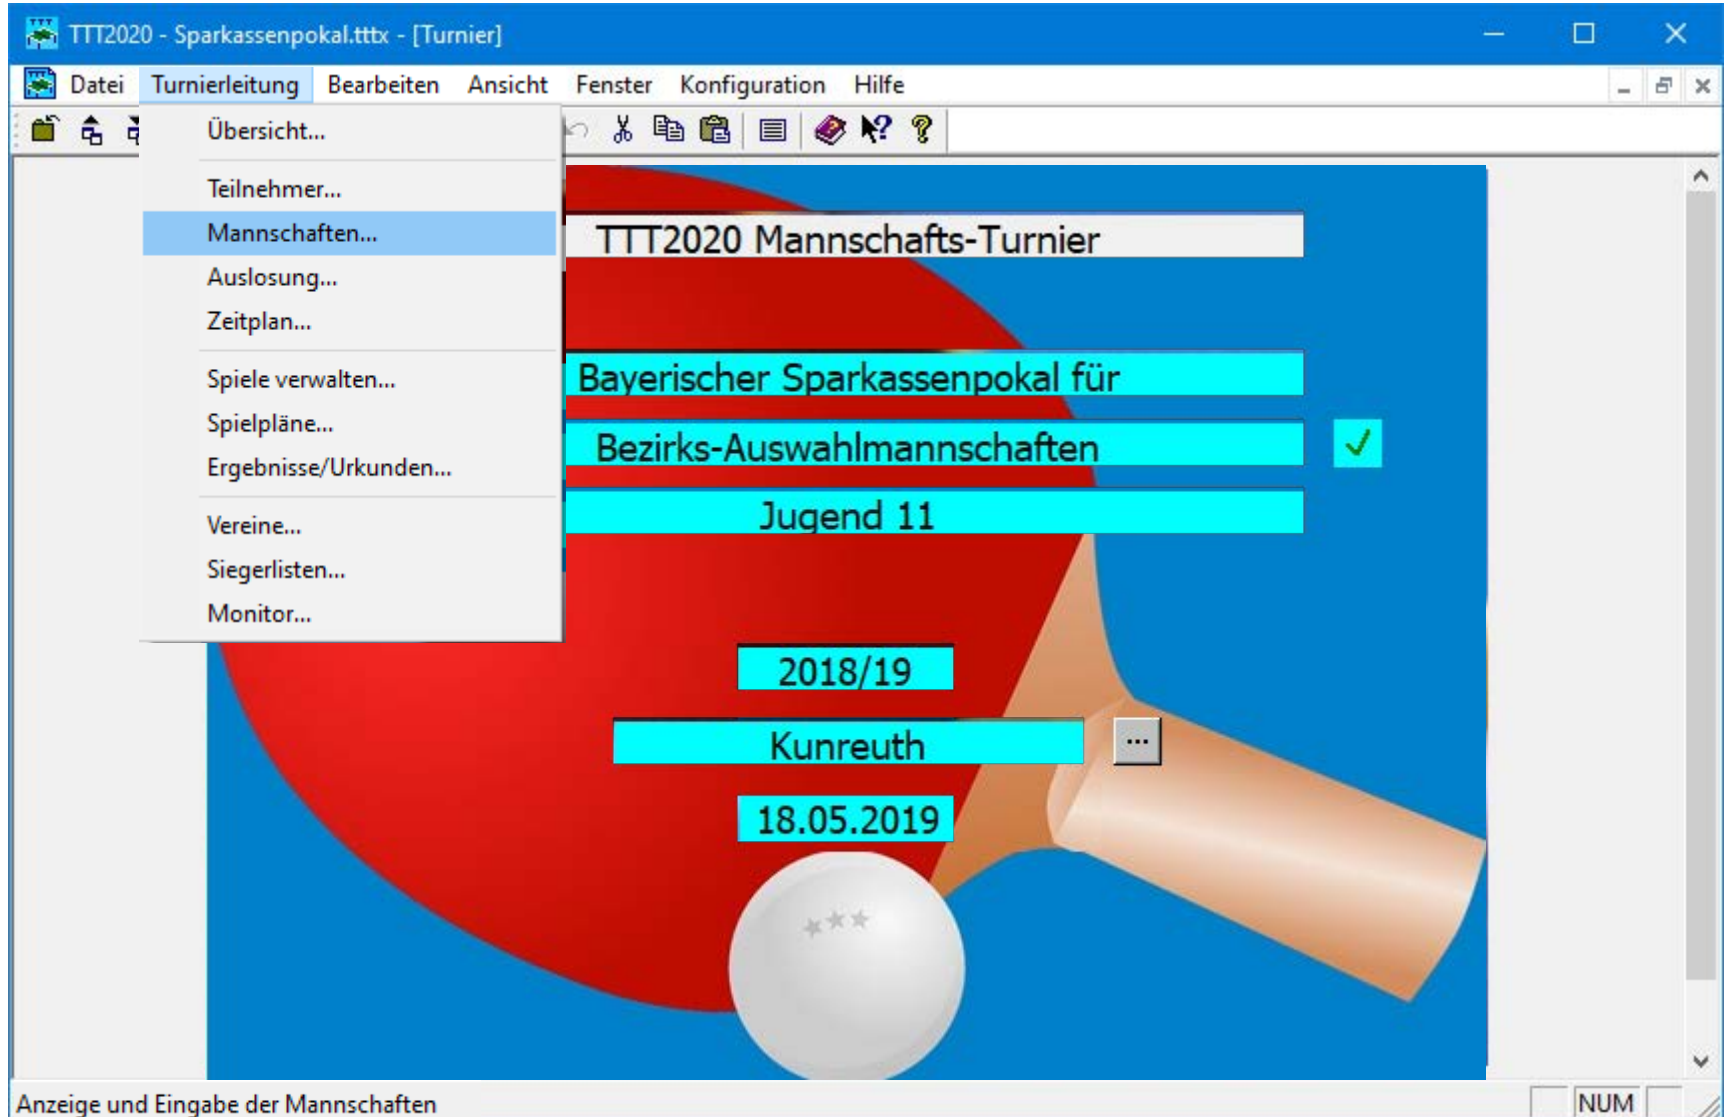 TTT2020 - Sparkassenpokal.tttx - [Turnier]
Datei Turnierleitung Bearbeiten Ansicht Fenster Konfiguration Hilfe
Übersicht...
Teilnehmer...
Mannschaften...
Auslosung...
Zeitplan...
Spiele verwalten...
Spielpläne...
Ergebnisse/Urkunden...
Vereine...
Siegerlisten...
Monitor...
TTT2020 Mannschafts-Turnier
Bayerischer Sparkassenpokal für
Bezirks-Auswahlmannschaften
Jugend 11
2018/19
Kunreuth
...
18.05.2019
Anzeige und Eingabe der Mannschaften
NUM